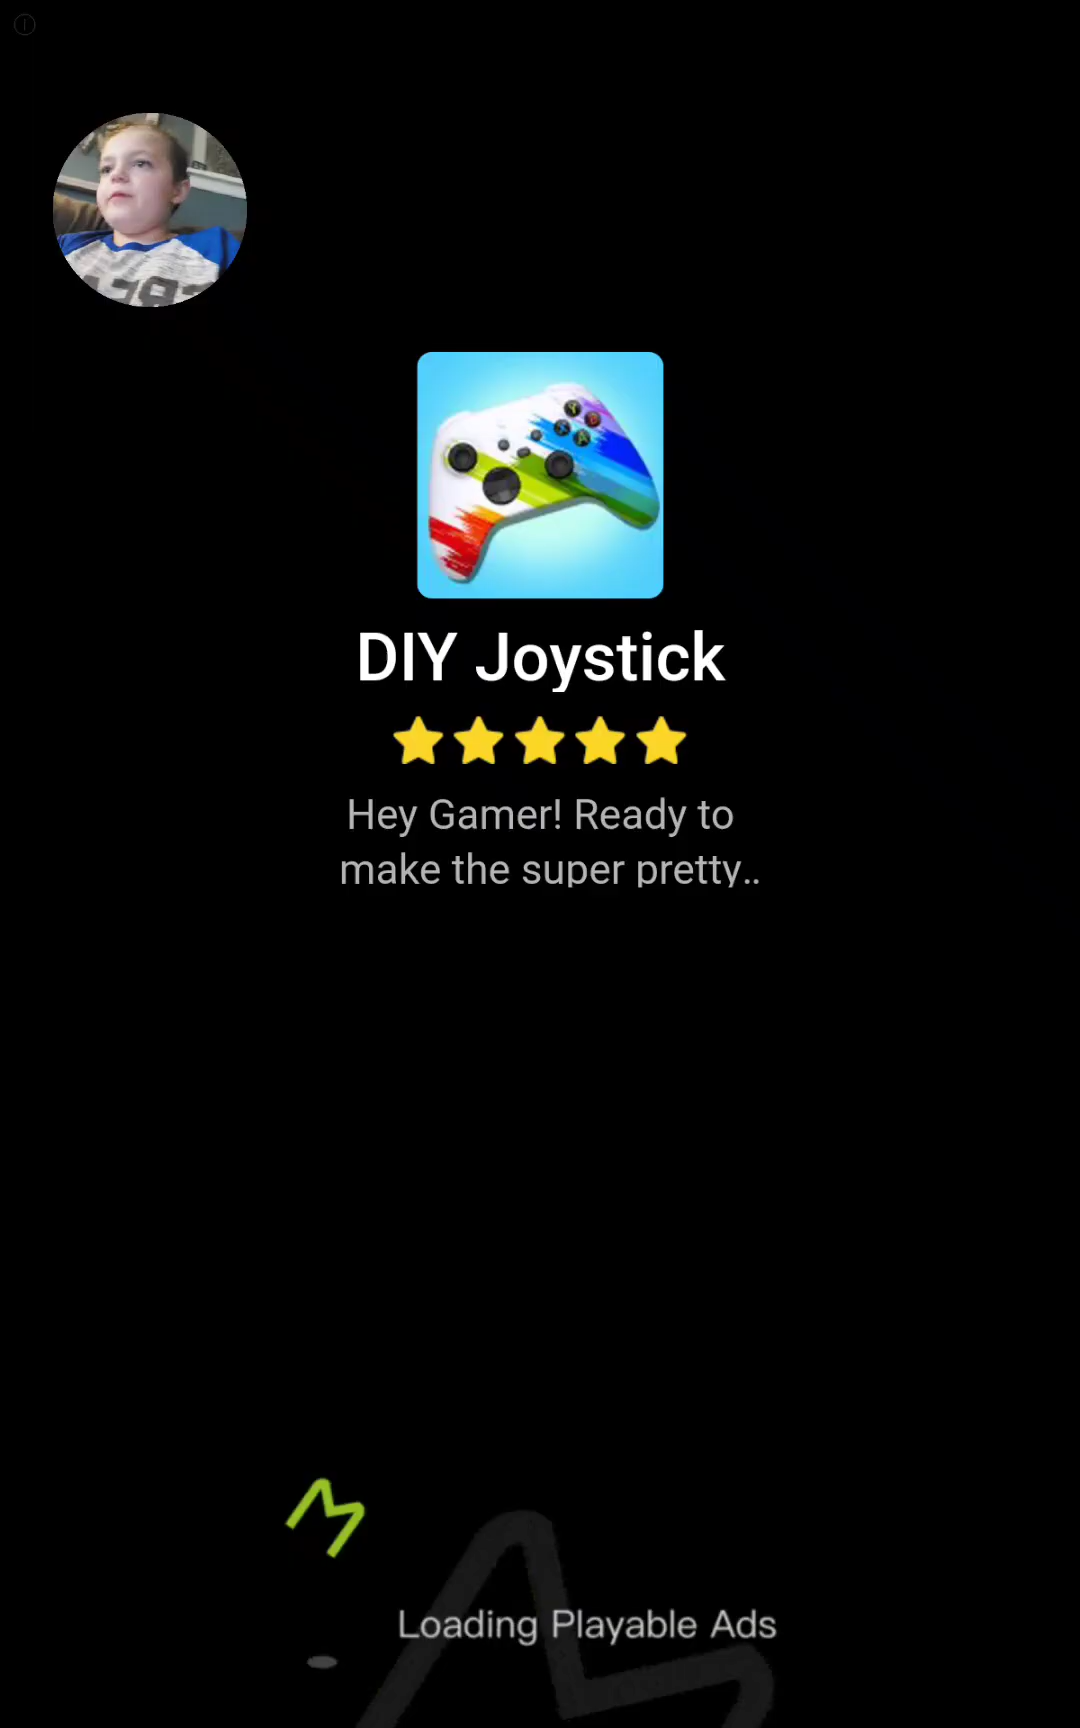 DIY Joystick
Hey Gamer! Ready to
make the super pretty..
Loading Playable Ads